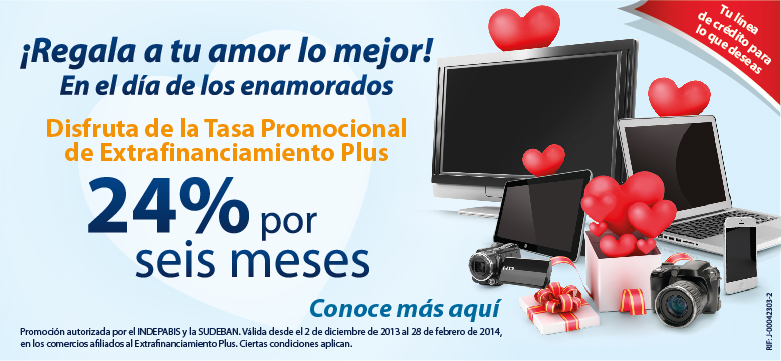 ¡Regala a tu amor lo mejor!
En el día de los enamorados
Disfruta de la Tasa Promocional
de Extrafinanciamiento Plus
24% por
seis meses
Conoce más aquí
Promoción autorizada por el INDEPABIS y la SUDEBAN. Válida desde el 2 de diciembre de 2013 al 28 de febrero de 2014,
en los comercios afiliados al Extrafinanciamiento Plus. Ciertas condiciones aplican.
Tu línea
de crédito para
lo que deseas
RIF: J-00042303-2